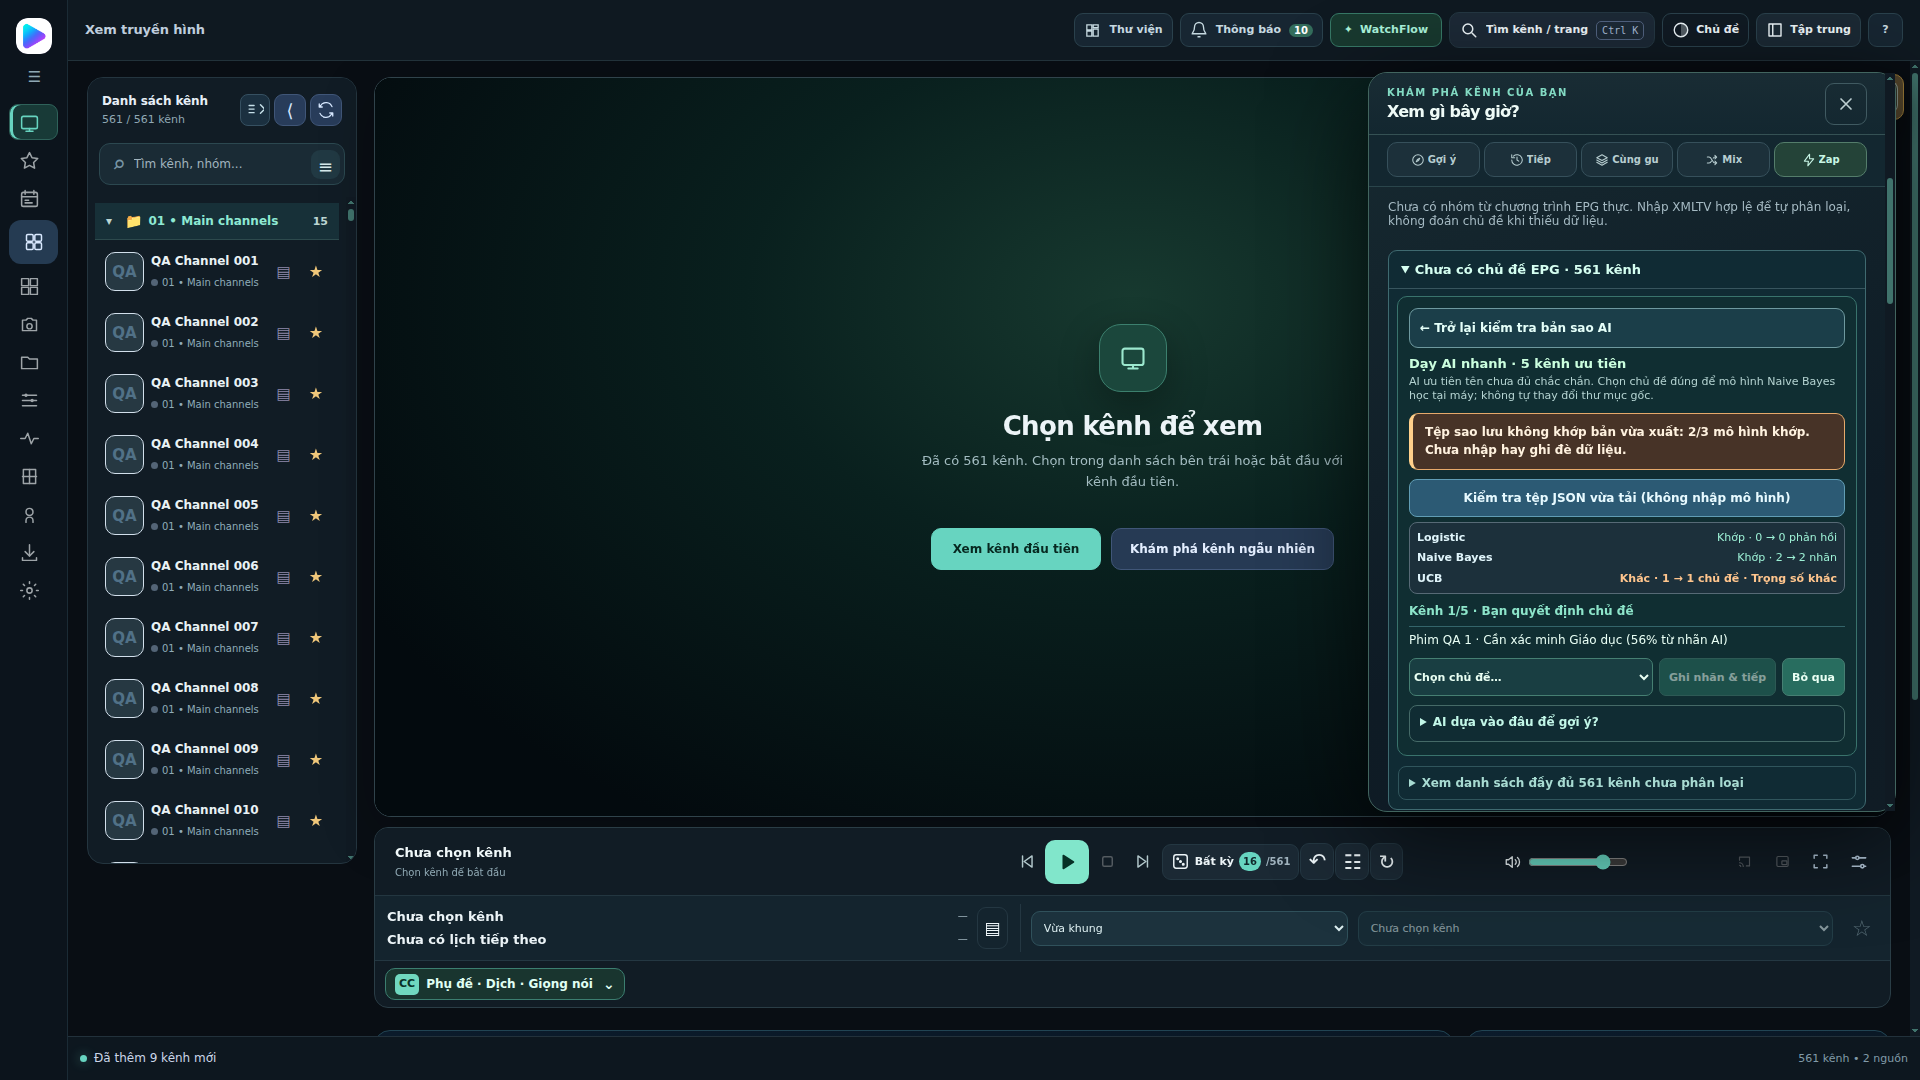 Xem truyền hình
Thư viện
Thông báo 10
✦ WatchFlow
Tìm kênh / trang Ctrl K
Chủ đề
Tập trung
?
Danh sách kênh
561 / 561 kênh
Tìm kênh, nhóm...
▾ 📁 01 • Main channels 15
QA QA Channel 001
01 • Main channels
QA QA Channel 002
01 • Main channels
QA QA Channel 003
01 • Main channels
QA QA Channel 004
01 • Main channels
QA QA Channel 005
01 • Main channels
QA QA Channel 006
01 • Main channels
QA QA Channel 007
01 • Main channels
QA QA Channel 008
01 • Main channels
QA QA Channel 009
01 • Main channels
QA QA Channel 010
01 • Main channels
Chọn kênh để xem
Đã có 561 kênh. Chọn trong danh sách bên trái hoặc bắt đầu với
kênh đầu tiên.
Xem kênh đầu tiên
Khám phá kênh ngẫu nhiên
KHÁM PHÁ KÊNH CỦA BẠN
Xem gì bây giờ?
Gợi ý
Tiếp
Cùng gu
Mix
Zap
Chưa có nhóm từ chương trình EPG thực. Nhập XMLTV hợp lệ để tự phân loại,
không đoán chủ đề khi thiếu dữ liệu.
▼ Chưa có chủ đề EPG · 561 kênh
← Trở lại kiểm tra bản sao AI
Dạy AI nhanh · 5 kênh ưu tiên
AI ưu tiên tên chưa đủ chắc chắn. Chọn chủ đề đúng để mô hình Naive Bayes
học tại máy; không tự thay đổi thư mục gốc.
Tệp sao lưu không khớp bản vừa xuất: 2/3 mô hình khớp.
Chưa nhập hay ghi đè dữ liệu.
Kiểm tra tệp JSON vừa tải (không nhập mô hình)
Logistic Khớp · 0 → 0 phản hồi
Naive Bayes Khớp · 2 → 2 nhãn
UCB Khác · 1 → 1 chủ đề · Trọng số khác
Kênh 1/5 · Bạn quyết định chủ đề
Phim QA 1 · Cần xác minh Giáo dục (56% từ nhãn AI)
Chọn chủ đề…
Ghi nhãn & tiếp
Bỏ qua
▶ AI dựa vào đâu để gợi ý?
▶ Xem danh sách đầy đủ 561 kênh chưa phân loại
Chưa chọn kênh
Chọn kênh để bắt đầu
Bất kỳ 16 /561
Chưa chọn kênh —
Chưa có lịch tiếp theo —
Vừa khung
Chưa chọn kênh
CC Phụ đề · Dịch · Giọng nói
Đã thêm 9 kênh mới
561 kênh • 2 nguồn